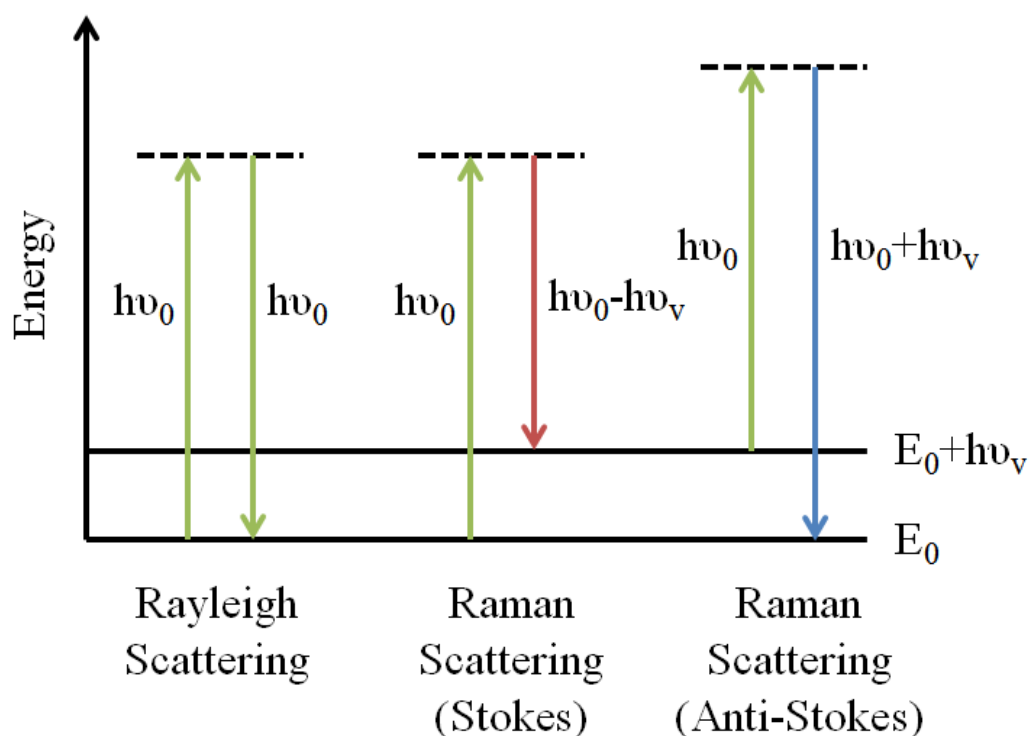 Energy
hυ₀
hυ₀
hυ₀
hυ₀-hυᵥ
hυ₀
hυ₀+hυᵥ
E₀+hυᵥ
E₀
Rayleigh
Scattering
Raman
Scattering
(Stokes)
Raman
Scattering
(Anti-Stokes)